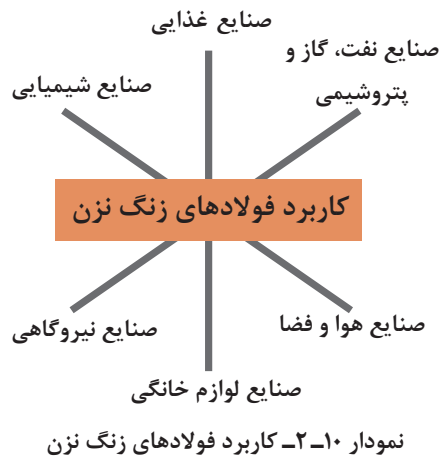 صنایع غذایی
صنایع نفت، گاز و
پتروشیمی
صنایع شیمیایی
کاربرد فولادهای زنگ نزن
صنایع هوا و فضا
صنایع نیروگاهی
صنایع لوازم خانگی
نمودار ۱۰ــ۲ــ کاربرد فولادهای زنگ نزن